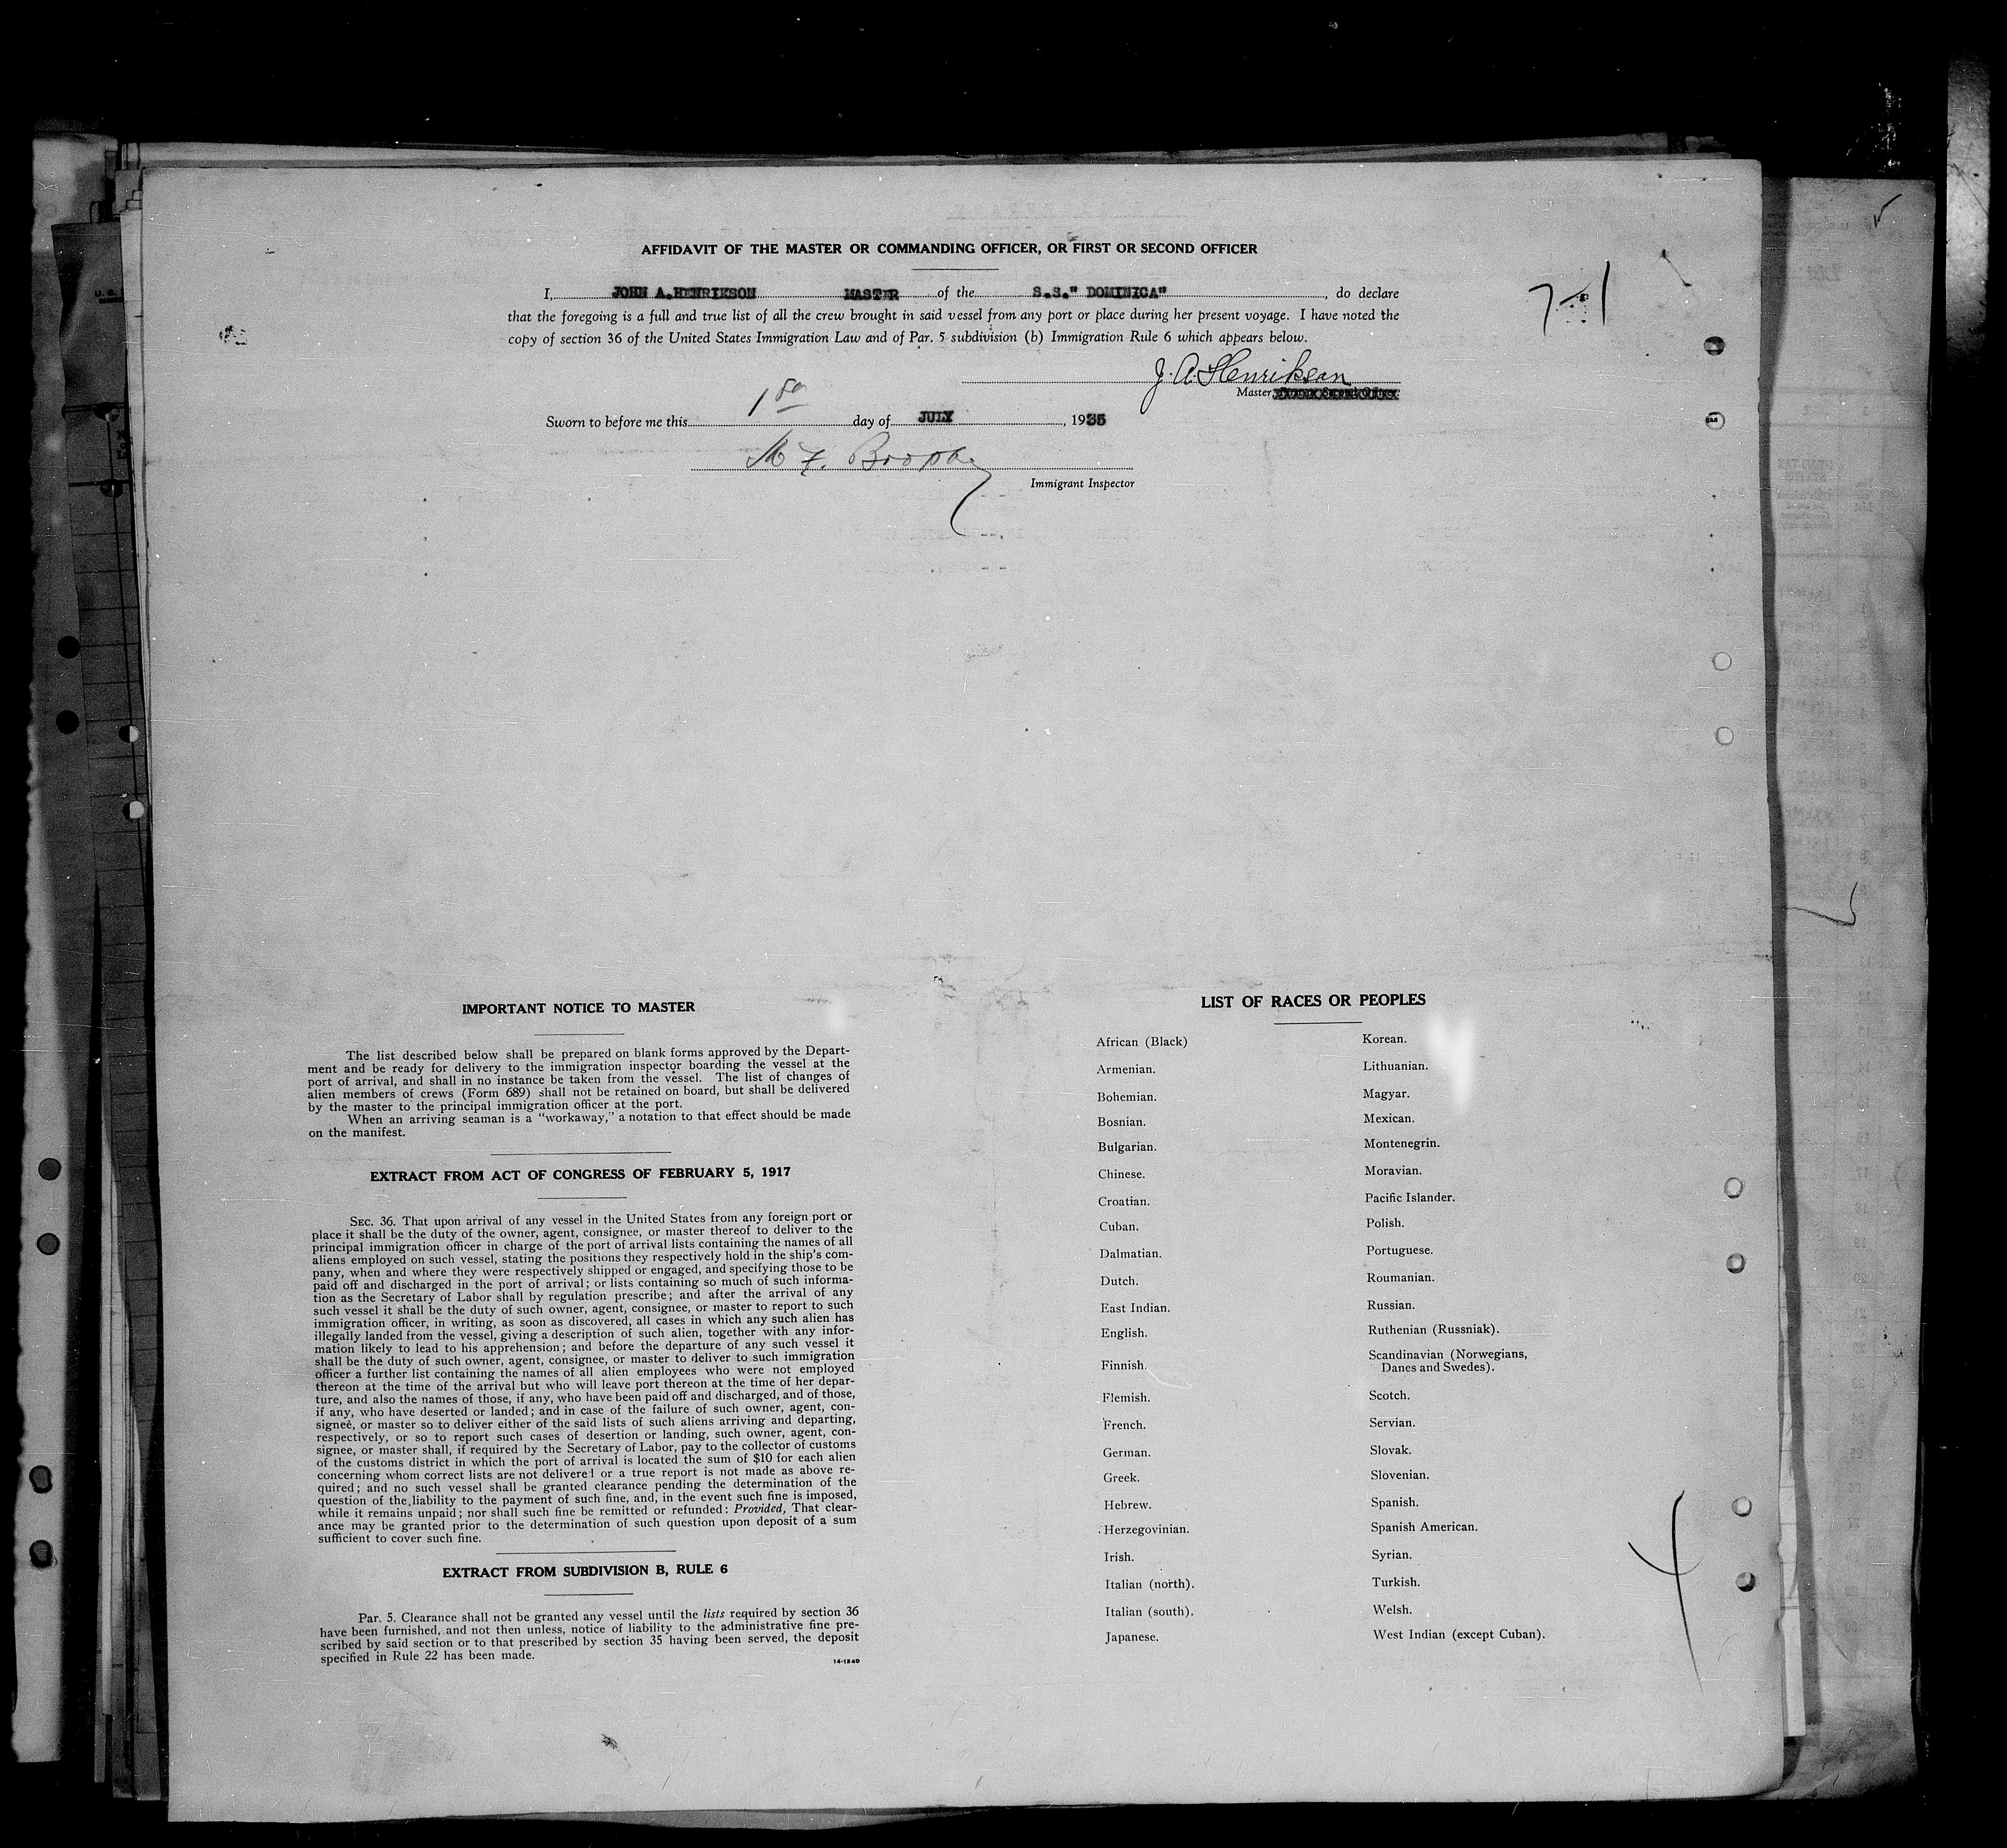 AFFIDAVIT OF THE MASTER OR COMMANDING OFFICER, OR FIRST OR SECOND OFFICER
I, JOHN A.HENRIKSON MASTER of the S.S." DOMINICA" , do declare
that the foregoing is a full and true list of all the crew brought in said vessel from any port or place during her present voyage. I have noted the
copy of section 36 of the United States Immigration Law and of Par. 5 subdivision (b) Immigration Rule 6 which appears below.
7-1
J. A. Henrikson
Master
Sworn to before me this 1st day of JULY , 1935
M F. Brophy
Immigrant Inspector
IMPORTANT NOTICE TO MASTER
The list described below shall be prepared on blank forms approved by the Depart-
ment and be ready for delivery to the immigration inspector boarding the vessel at the
port of arrival, and shall in no instance be taken from the vessel. The list of changes of
alien members of crews (Form 689) shall not be retained on board, but shall be delivered
by the master to the principal immigration officer at the port.
When an arriving seaman is a "workaway," a notation to that effect should be made
on the manifest.
EXTRACT FROM ACT OF CONGRESS OF FEBRUARY 5, 1917
SEC. 36. That upon arrival of any vessel in the United States from any foreign port or
place it shall be the duty of the owner, agent, consignee, or master thereof to deliver to the
principal immigration officer in charge of the port of arrival lists containing the names of all
aliens employed on such vessel, stating the positions they respectively hold in the ship's com-
pany, when and where they were respectively shipped or engaged, and specifying those to be
paid off and discharged in the port of arrival; or lists containing so much of such informa-
tion as the Secretary of Labor shall by regulation prescribe; and after the arrival of any
such vessel it shall be the duty of such owner, agent, consignee, or master to report to such
immigration officer, in writing, as soon as discovered, all cases in which any such alien has
illegally landed from the vessel, giving a description of such alien, together with any infor-
mation likely to lead to his apprehension; and before the departure of any such vessel it
shall be the duty of such owner, agent, consignee, or master to deliver to such immigration
officer a further list containing the names of all alien employees who were not employed
thereon at the time of the arrival but who will leave port thereon at the time of her depar-
ture, and also the names of those, if any, who have been paid off and discharged, and of those,
if any, who have deserted or landed; and in case of the failure of such owner, agent, con-
signee, or master so to deliver either of the said lists of such aliens arriving and departing,
respectively, or so to report such cases of desertion or landing, such owner, agent, con-
signee, or master shall, if required by the Secretary of Labor, pay to the collector of customs
of the customs district in which the port of arrival is located the sum of $10 for each alien
concerning whom correct lists are not delivered or a true report is not made as above re-
quired; and no such vessel shall be granted clearance pending the determination of the
question of the liability to the payment of such fine, and, in the event such fine is imposed,
while it remains unpaid; nor shall such fine be remitted or refunded: Provided, That clear-
ance may be granted prior to the determination of such question upon deposit of a sum
sufficient to cover such fine.
EXTRACT FROM SUBDIVISION B, RULE 6
Par. 5. Clearance shall not be granted any vessel until the lists required by section 36
have been furnished, and not then unless, notice of liability to the administrative fine pre-
scribed by said section or to that prescribed by section 35 having been served, the deposit
specified in Rule 22 has been made.
14-1240
LIST OF RACES OR PEOPLES
African (Black)
Armenian.
Bohemian.
Bosnian.
Bulgarian.
Chinese.
Croatian.
Cuban.
Dalmatian.
Dutch.
East Indian.
English.
Finnish.
Flemish.
French.
German.
Greek.
Hebrew.
Herzegovinian.
Irish.
Italian (north).
Italian (south).
Japanese.
Korean.
Lithuanian.
Magyar.
Mexican.
Montenegrin.
Moravian.
Pacific Islander.
Polish.
Portuguese.
Roumanian.
Russian.
Ruthenian (Russniak).
Scandinavian (Norwegians,
Danes and Swedes).
Scotch.
Servian.
Slovak.
Slovenian.
Spanish.
Spanish American.
Syrian.
Turkish.
Welsh.
West Indian (except Cuban).